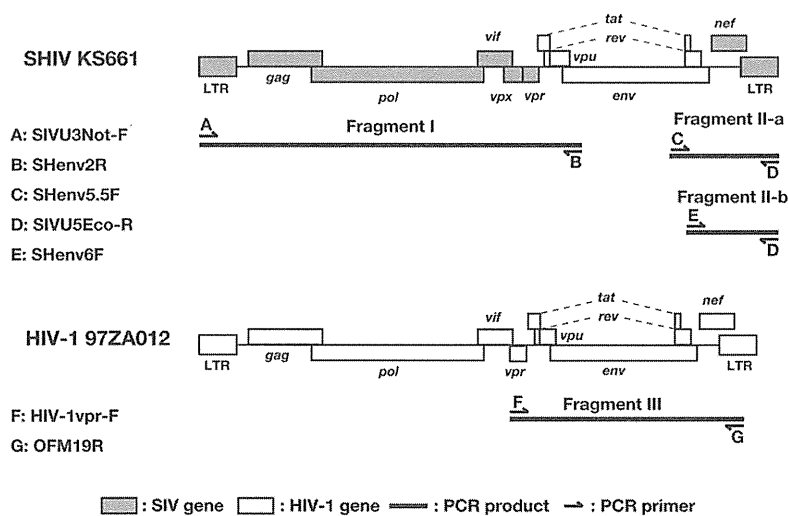 SHIV KS661
LTR
gag
pol
vif
vpx
vpr
tat
rev
vpu
env
nef
LTR
A: SIVU3Not-F
B: SHenv2R
C: SHenv5.5F
D: SIVU5Eco-R
E: SHenv6F
A
Fragment I
B
Fragment II-a
C
D
Fragment II-b
E
D
HIV-1 97ZA012
LTR
gag
pol
vif
vpr
tat
rev
vpu
env
nef
LTR
F: HIV-1vpr-F
G: OFM19R
F
Fragment III
G
: SIV gene : HIV-1 gene : PCR product : PCR primer